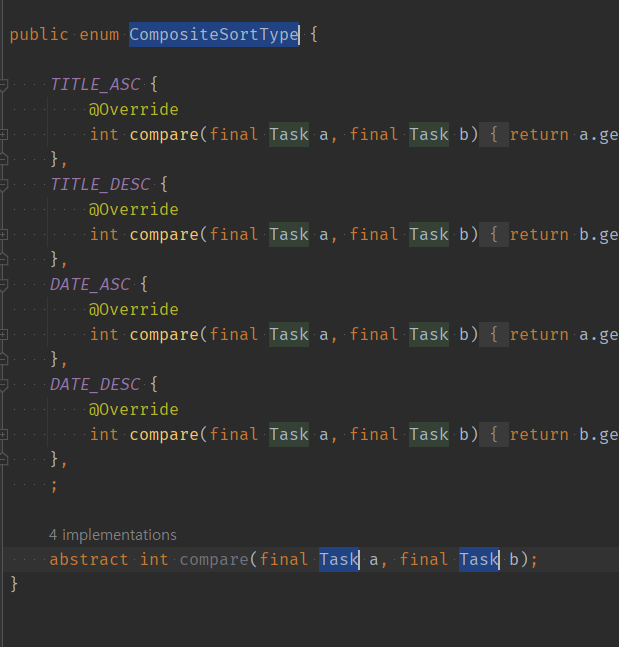 public enum CompositeSortType {
TITLE_ASC {
@Override
int compare(final Task a, final Task b) { return a.ge
},
TITLE_DESC {
@Override
int compare(final Task a, final Task b) { return b.ge
},
DATE_ASC {
@Override
int compare(final Task a, final Task b) { return a.ge
},
DATE_DESC {
@Override
int compare(final Task a, final Task b) { return b.ge
},
;
4 implementations
abstract int compare(final Task a, final Task b);
}